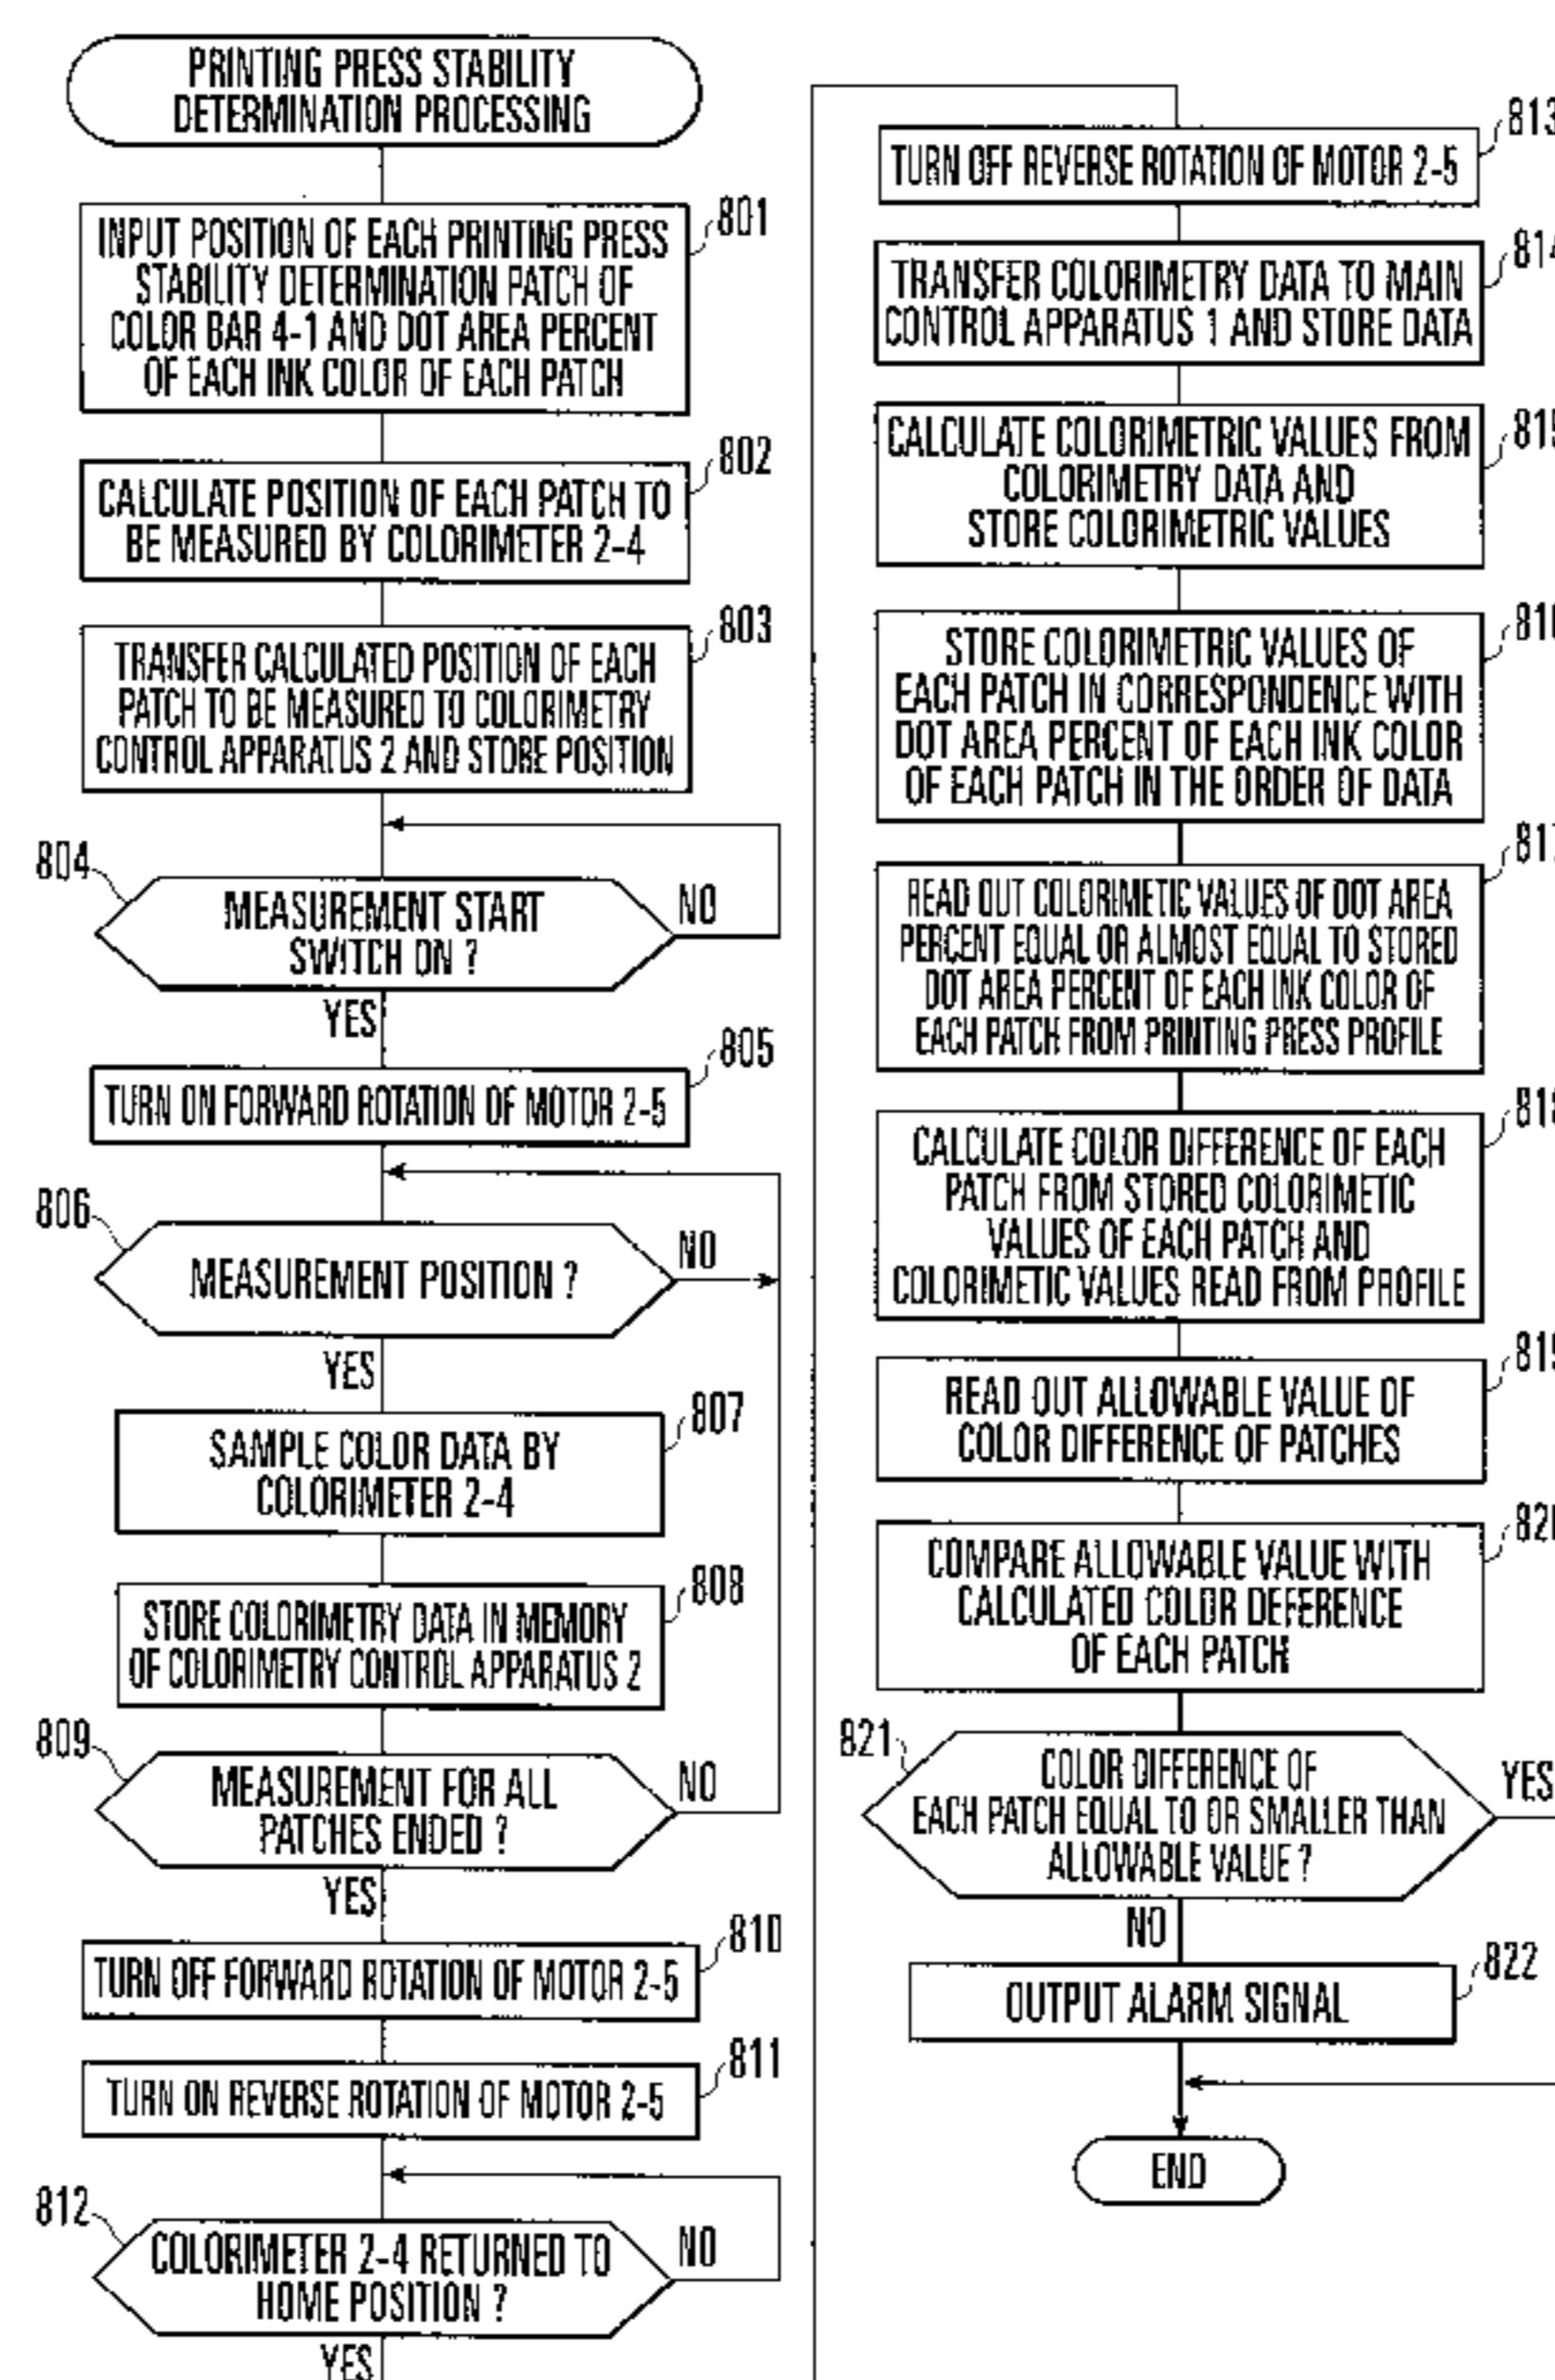 PRINTING PRESS STABILITY
DETERMINATION PROCESSING
801
INPUT POSITION OF EACH PRINTING PRESS
STABILITY DETERMINATION PATCH OF
COLOR BAR 4-1 AND DOT AREA PERCENT
OF EACH INK COLOR OF EACH PATCH
802
CALCULATE POSITION OF EACH PATCH TO
BE MEASURED BY COLORIMETER 2-4
803
TRANSFER CALCULATED POSITION OF EACH
PATCH TO BE MEASURED TO COLORIMETRY
CONTROL APPARATUS 2 AND STORE POSITION
804
MEASUREMENT START
SWITCH ON ?
NO
YES
805
TURN ON FORWARD ROTATION OF MOTOR 2-5
806
MEASUREMENT POSITION ?
NO
YES
807
SAMPLE COLOR DATA BY
COLORIMETER 2-4
808
STORE COLORIMETRY DATA IN MEMORY
OF COLORIMETRY CONTROL APPARATUS 2
809
MEASUREMENT FOR ALL
PATCHES ENDED ?
NO
YES
810
TURN OFF FORWARD ROTATION OF MOTOR 2-5
811
TURN ON REVERSE ROTATION OF MOTOR 2-5
812
COLORIMETER 2-4 RETURNED TO
HOME POSITION ?
NO
YES
813
TURN OFF REVERSE ROTATION OF MOTOR 2-5
814
TRANSFER COLORIMETRY DATA TO MAIN
CONTROL APPARATUS 1 AND STORE DATA
815
CALCULATE COLORIMETRIC VALUES FROM
COLORIMETRY DATA AND
STORE COLORIMETRIC VALUES
816
STORE COLORIMETRIC VALUES OF
EACH PATCH IN CORRESPONDENCE WITH
DOT AREA PERCENT OF EACH INK COLOR
OF EACH PATCH IN THE ORDER OF DATA
817
READ OUT COLORIMETIC VALUES OF DOT AREA
PERCENT EQUAL OR ALMOST EQUAL TO STORED
DOT AREA PERCENT OF EACH INK COLOR OF
EACH PATCH FROM PRINTING PRESS PROFILE
818
CALCULATE COLOR DIFFERENCE OF EACH
PATCH FROM STORED COLORIMETIC
VALUES OF EACH PATCH AND
COLORIMETIC VALUES READ FROM PROFILE
819
READ OUT ALLOWABLE VALUE OF
COLOR DIFFERENCE OF PATCHES
820
COMPARE ALLOWABLE VALUE WITH
CALCULATED COLOR DEFERENCE
OF EACH PATCH
821
COLOR DIFFERENCE OF
EACH PATCH EQUAL TO OR SMALLER THAN
ALLOWABLE VALUE ?
YES
NO
822
OUTPUT ALARM SIGNAL
END